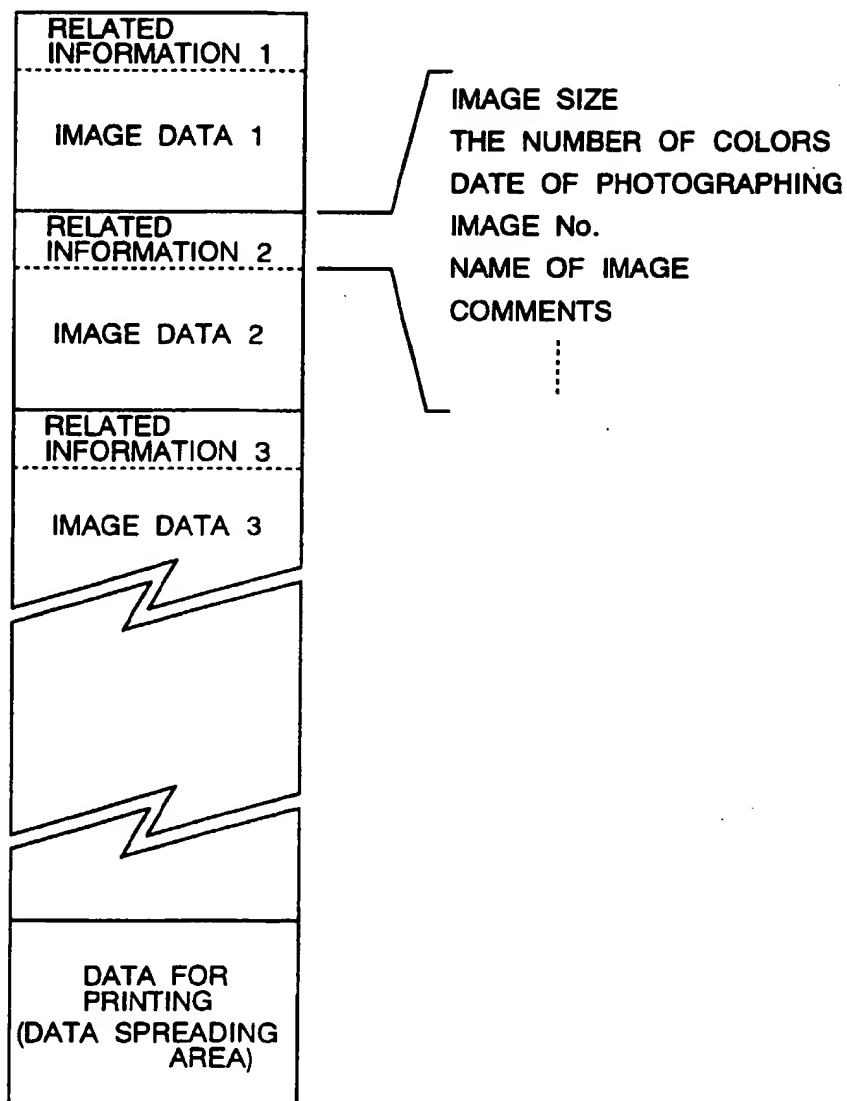 RELATED
INFORMATION 1
IMAGE DATA 1
RELATED
INFORMATION 2
IMAGE DATA 2
RELATED
INFORMATION 3
IMAGE DATA 3
DATA FOR
PRINTING
(DATA SPREADING
AREA)
IMAGE SIZE
THE NUMBER OF COLORS
DATE OF PHOTOGRAPHING
IMAGE No.
NAME OF IMAGE
COMMENTS